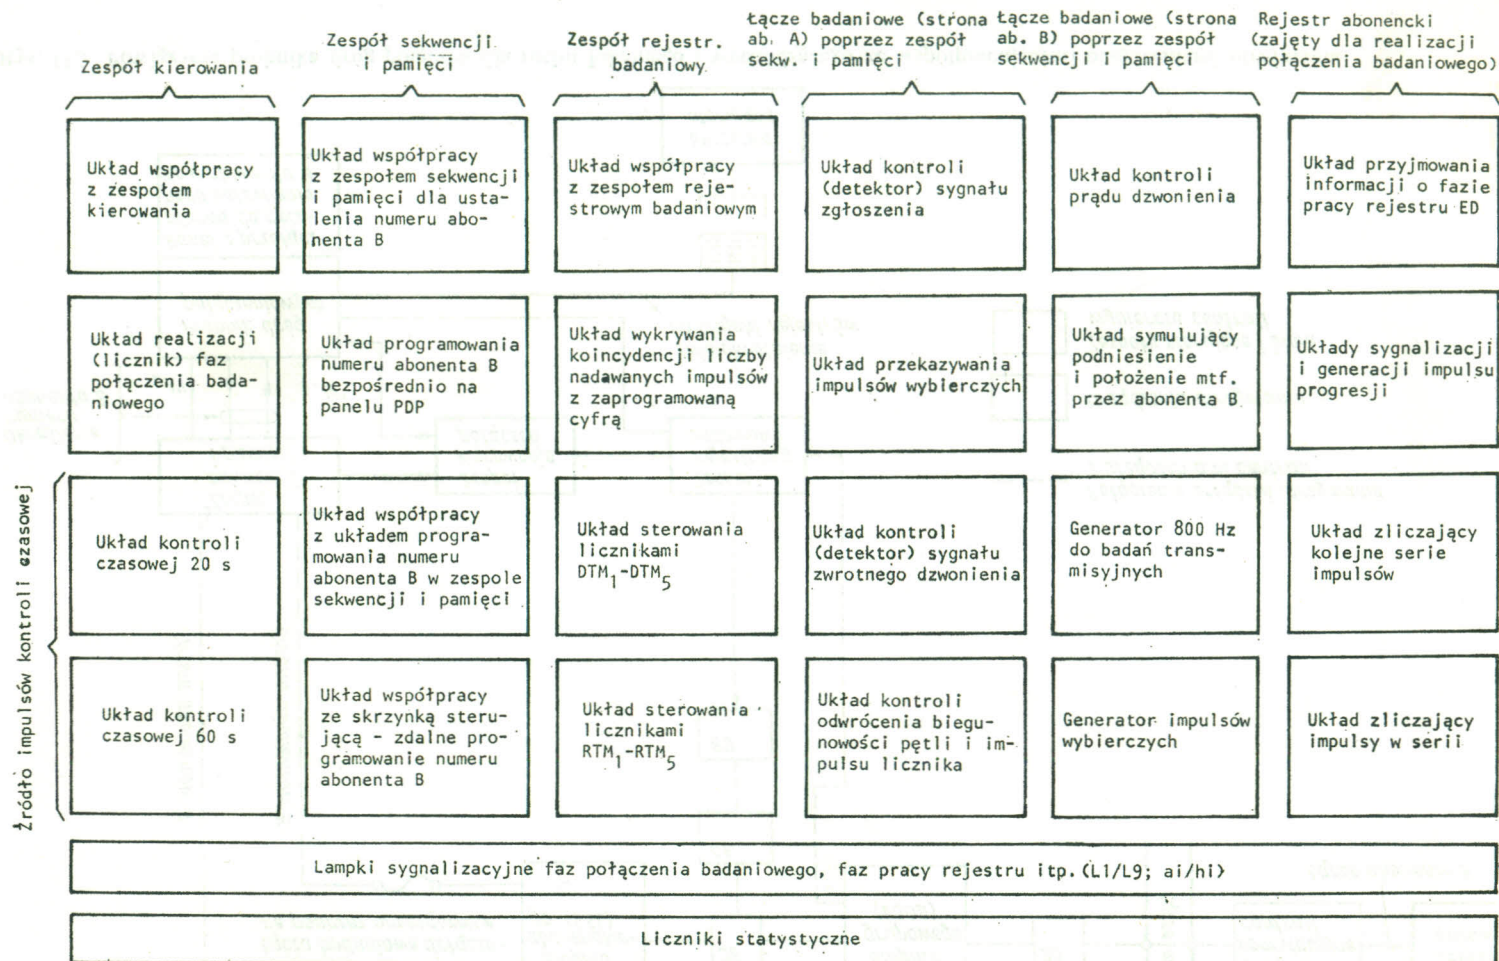 Zespół kierowania
Zespół sekwencji
i pamięci
Zespół rejestr.
badaniowy
Łącze badaniowe (strona
ab. A) poprzez zespół
sekw. i pamięci
Łącze badaniowe (strona
ab. B) poprzez zespół
sekwencji i pamięci
Rejestr abonencki
(zajęty dla realizacji
połączenia badaniowego)
Układ współpracy
z zespołem
kierowania
Układ współpracy
z zespołem sekwencji
i pamięci dla usta-
lenia numeru abo-
nenta B
Układ współpracy
z zespołem reje-
strowym badaniowym
Układ kontroli
(detektor) sygnału
zgłoszenia
Układ kontroli
prądu dzwonienia
Układ przyjmowania
informacji o fazie
pracy rejestru ED
Układ realizacji
(licznik) faz
połączenia bada-
niowego
Układ programowania
numeru abonenta B
bezpośrednio na
panelu PDP
Układ wykrywania
koincydencji liczby
nadawanych impulsów
z zaprogramowaną
cyfrą
Układ przekazywania
impulsów wybierczych
Układ symulujący
podniesienie
i położenie mtf.
przez abonenta B
Układy sygnalizacji
i generacji impulsu
progresji
Źródło impulsów kontroli czasowej
Układ kontroli
czasowej 20 s
Układ współpracy
z układem progra-
mowania numeru
abonenta B w zespole
sekwencji i pamięci
Układ sterowania
licznikami
DTM1-DTM5
Układ kontroli
(detektor) sygnału
zwrotnego dzwonienia
Generator 800 Hz
do badań trans-
misyjnych
Układ zliczający
kolejne serie
impulsów
Układ kontroli
czasowej 60 s
Układ współpracy
ze skrzynką steru-
jącą - zdalne pro-
gramowanie numeru
abonenta B
Układ sterowania
licznikami
RTM1-RTM5
Układ kontroli
odwrócenia biegu-
nowości pętli i im-
pulsu licznika
Generator impulsów
wybierczych
Układ zliczający
impulsy w serii
Lampki sygnalizacyjne faz połączenia badaniowego, faz pracy rejestru itp.(L1/L9; ai/hi)
Liczniki statystyczne